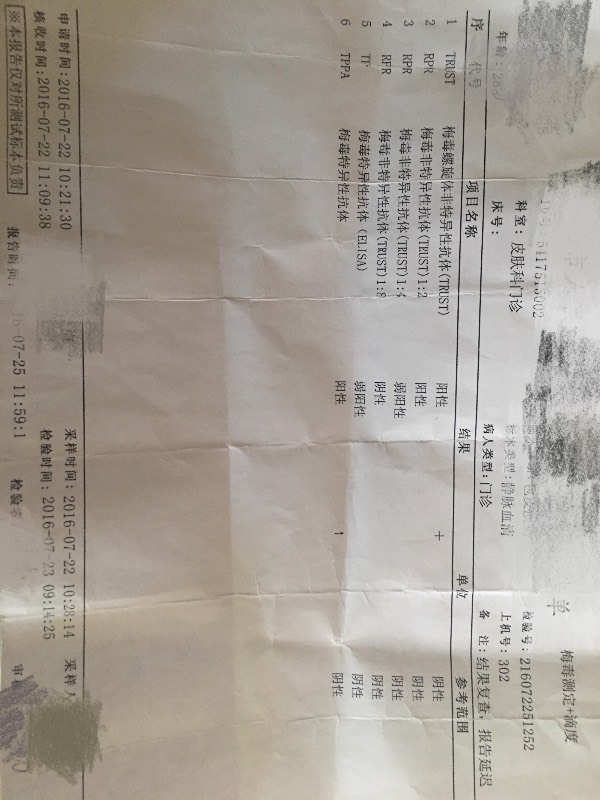 单 梅毒测定+滴度
检验号:216072251252
科室:皮肤科门诊 病人类型:门诊 上机号:302
床号: 静脉血清 备 注:结果复查,报告延迟
序 代号 项目名称 结果 单位 参考范围
1 TRUST 梅毒螺旋体非特异性抗体(TRUST) 阳性 + 阴性
2 RPR 梅毒非特异性抗体(TRUST)1:2 阳性 阴性
3 RPR 梅毒非特异性抗体(TRUST)1:4 弱阳性 阴性
4 RPR 梅毒非特异性抗体(TRUST)1:8 阴性 阴性
5 TP 梅毒特异性抗体(ELISA) 弱阳性 阴性
6 TPPA 梅毒特异性抗体 阳性 ↑ 阴性
申请时间:2016-07-22 10:21:30 采样时间:2016-07-22 10:28:14 采样人
核收时间:2016-07-22 11:09:38 检验时间:2016-07-23 09:14:25
※本报告仅对所测试标本负责 报告时间: 16-07-25 11:59:1 检验 审